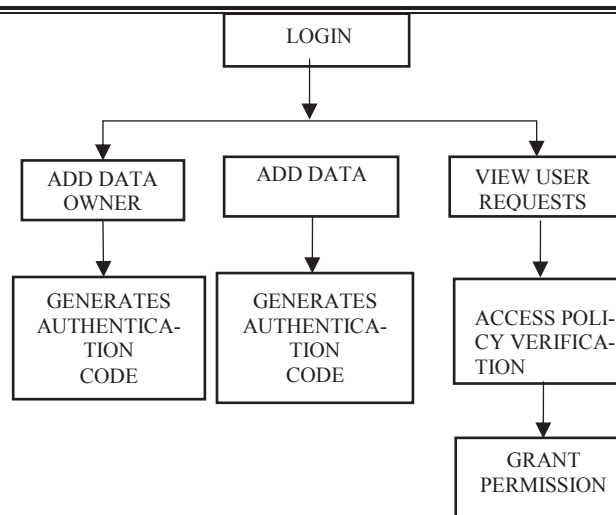 LOGIN
ADD DATA
OWNER
ADD DATA
VIEW USER
REQUESTS
GENERATES
AUTHENTICA-
TION
CODE
GENERATES
AUTHENTICA-
TION
CODE
ACCESS POLI-
CY VERIFICA-
TION
GRANT
PERMISSION